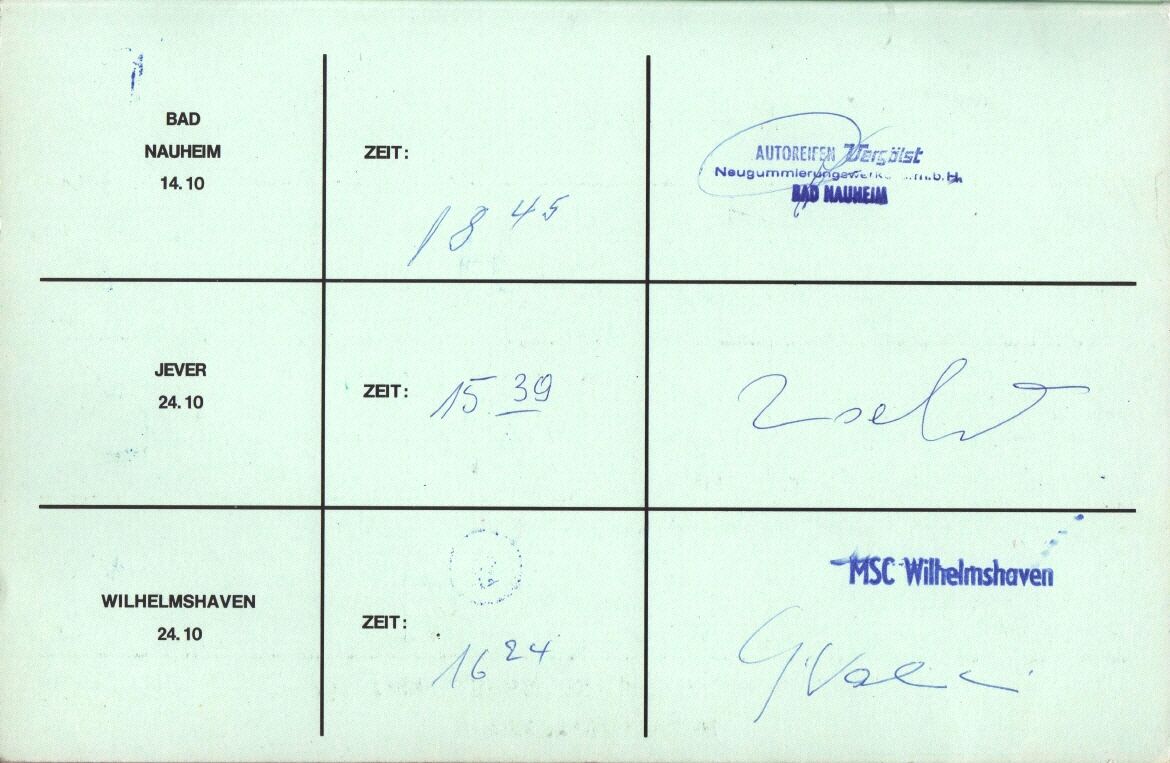 BAD
NAUHEIM
14.10
ZEIT:
18 45
AUTOREIFEN Vergölst
Neugummierungswerke m.b.H.
BAD NAUHEIM
JEVER
24.10
ZEIT:
15 39
WILHELMSHAVEN
24.10
ZEIT:
16 24
MSC Wilhelmshaven